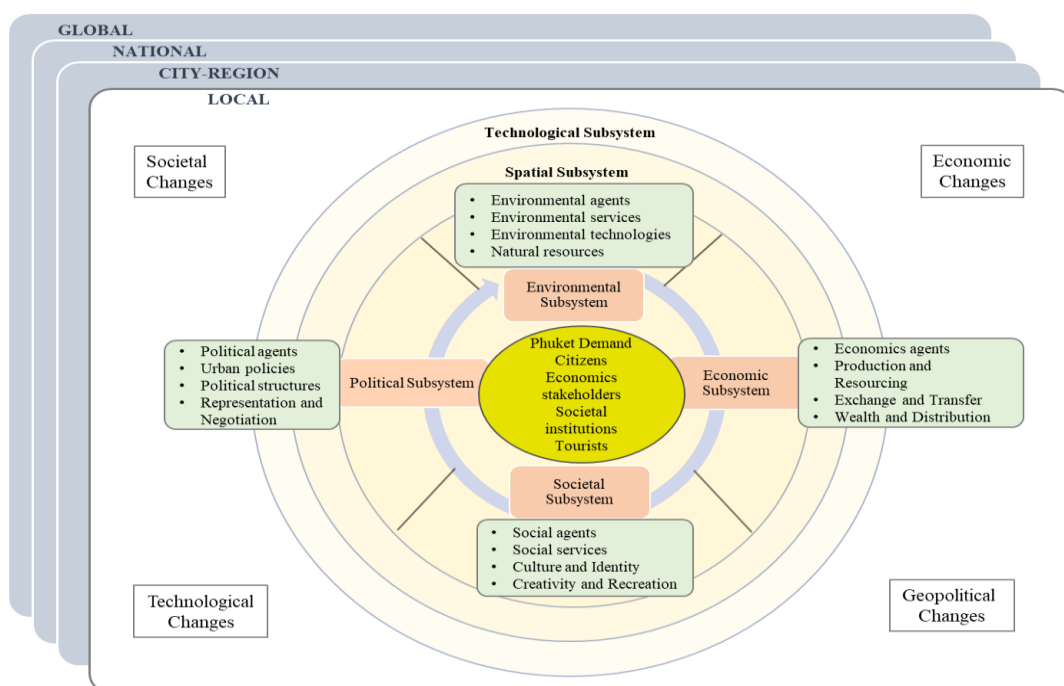 GLOBAL
NATIONAL
CITY-REGION
LOCAL
Technological Subsystem
Societal
Changes
Economic
Changes
Spatial Subsystem
• Environmental agents
• Environmental services
• Environmental technologies
• Natural resources
Environmental
Subsystem
• Political agents
• Urban policies
• Political structures
• Representation and
Negotiation
Political Subsystem
Phuket Demand
Citizens
Economics
stakeholders
Societal
institutions
Tourists
Economic
Subsystem
• Economics agents
• Production and
Resourcing
• Exchange and Transfer
• Wealth and Distribution
Societal
Subsystem
• Social agents
• Social services
• Culture and Identity
• Creativity and Recreation
Technological
Changes
Geopolitical
Changes